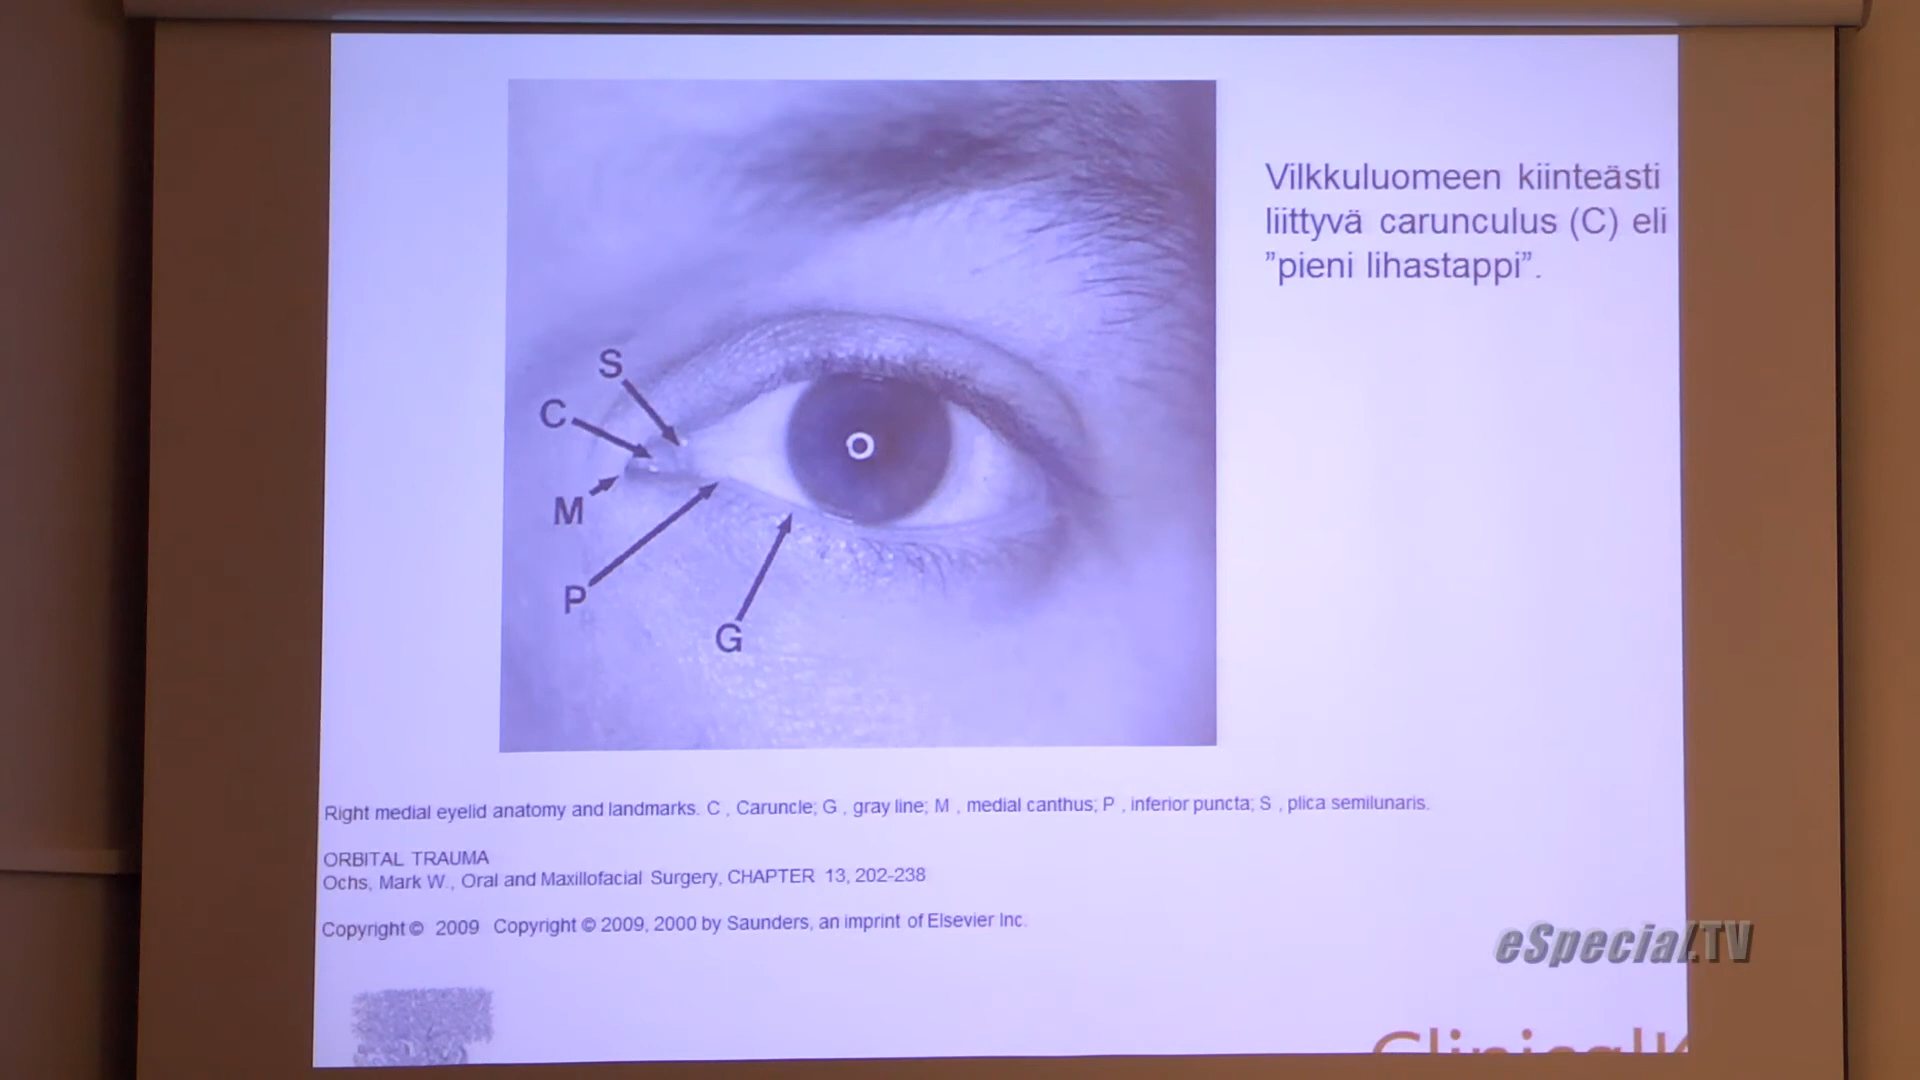 Vilkkuluomeen kiinteästi
liittyvä carunculus (C) eli
”pieni lihastappi”.
S
C
M
P
G
Right medial eyelid anatomy and landmarks. C , Caruncle; G , gray line; M , medial canthus; P , inferior puncta; S , plica semilunaris.
ORBITAL TRAUMA
Ochs, Mark W., Oral and Maxillofacial Surgery, CHAPTER 13, 202-238
Copyright © 2009 Copyright © 2009, 2000 by Saunders, an imprint of Elsevier Inc.
eSpecial.TV